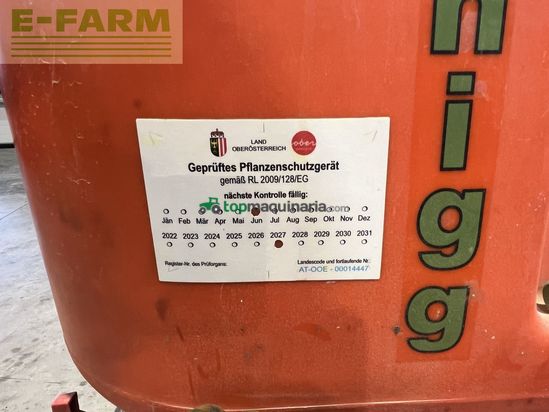 E-FARM
nigg
LAND
OBERÖSTERREICH
ober
Geprüftes Pflanzenschutzgerät
gemäß RL 2009/128/EG
nächste Kontrolle fällig:
topmaquinaria.com
Jän Feb Mär Apr Mai Jun Jul Aug Sep Okt Nov Dez
2022 2023 2024 2025 2026 2027 2028 2029 2030 2031
Register-Nr. des Prüforgans:
Landescode und fortlaufende Nr:
AT-OOE - 00014447